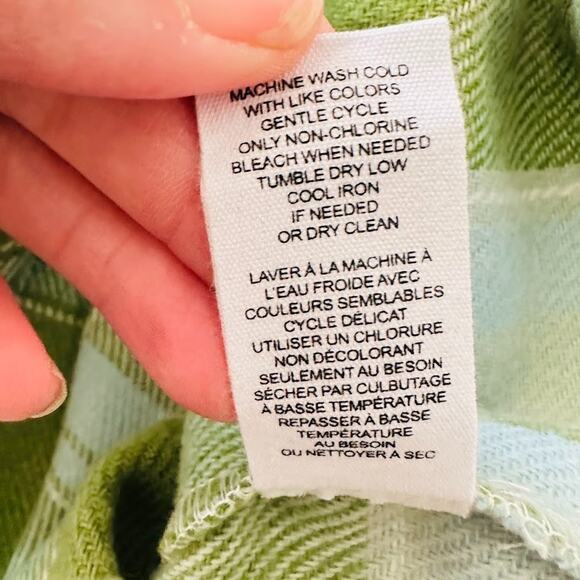 MACHINE WASH COLD
WITH LIKE COLORS
GENTLE CYCLE
ONLY NON-CHLORINE
BLEACH WHEN NEEDED
TUMBLE DRY LOW
COOL IRON
IF NEEDED
OR DRY CLEAN
LAVER À LA MACHINE À
L'EAU FROIDE AVEC
COULEURS SEMBLABLES
CYCLE DÉLICAT
UTILISER UN CHLORURE
NON DÉCOLORANT
SEULEMENT AU BESOIN
SÉCHER PAR CULBUTAGE
À BASSE TEMPÉRATURE
REPASSER À BASSE
TEMPÉRATURE
AU BESOIN
OU NETTOYER À SEC